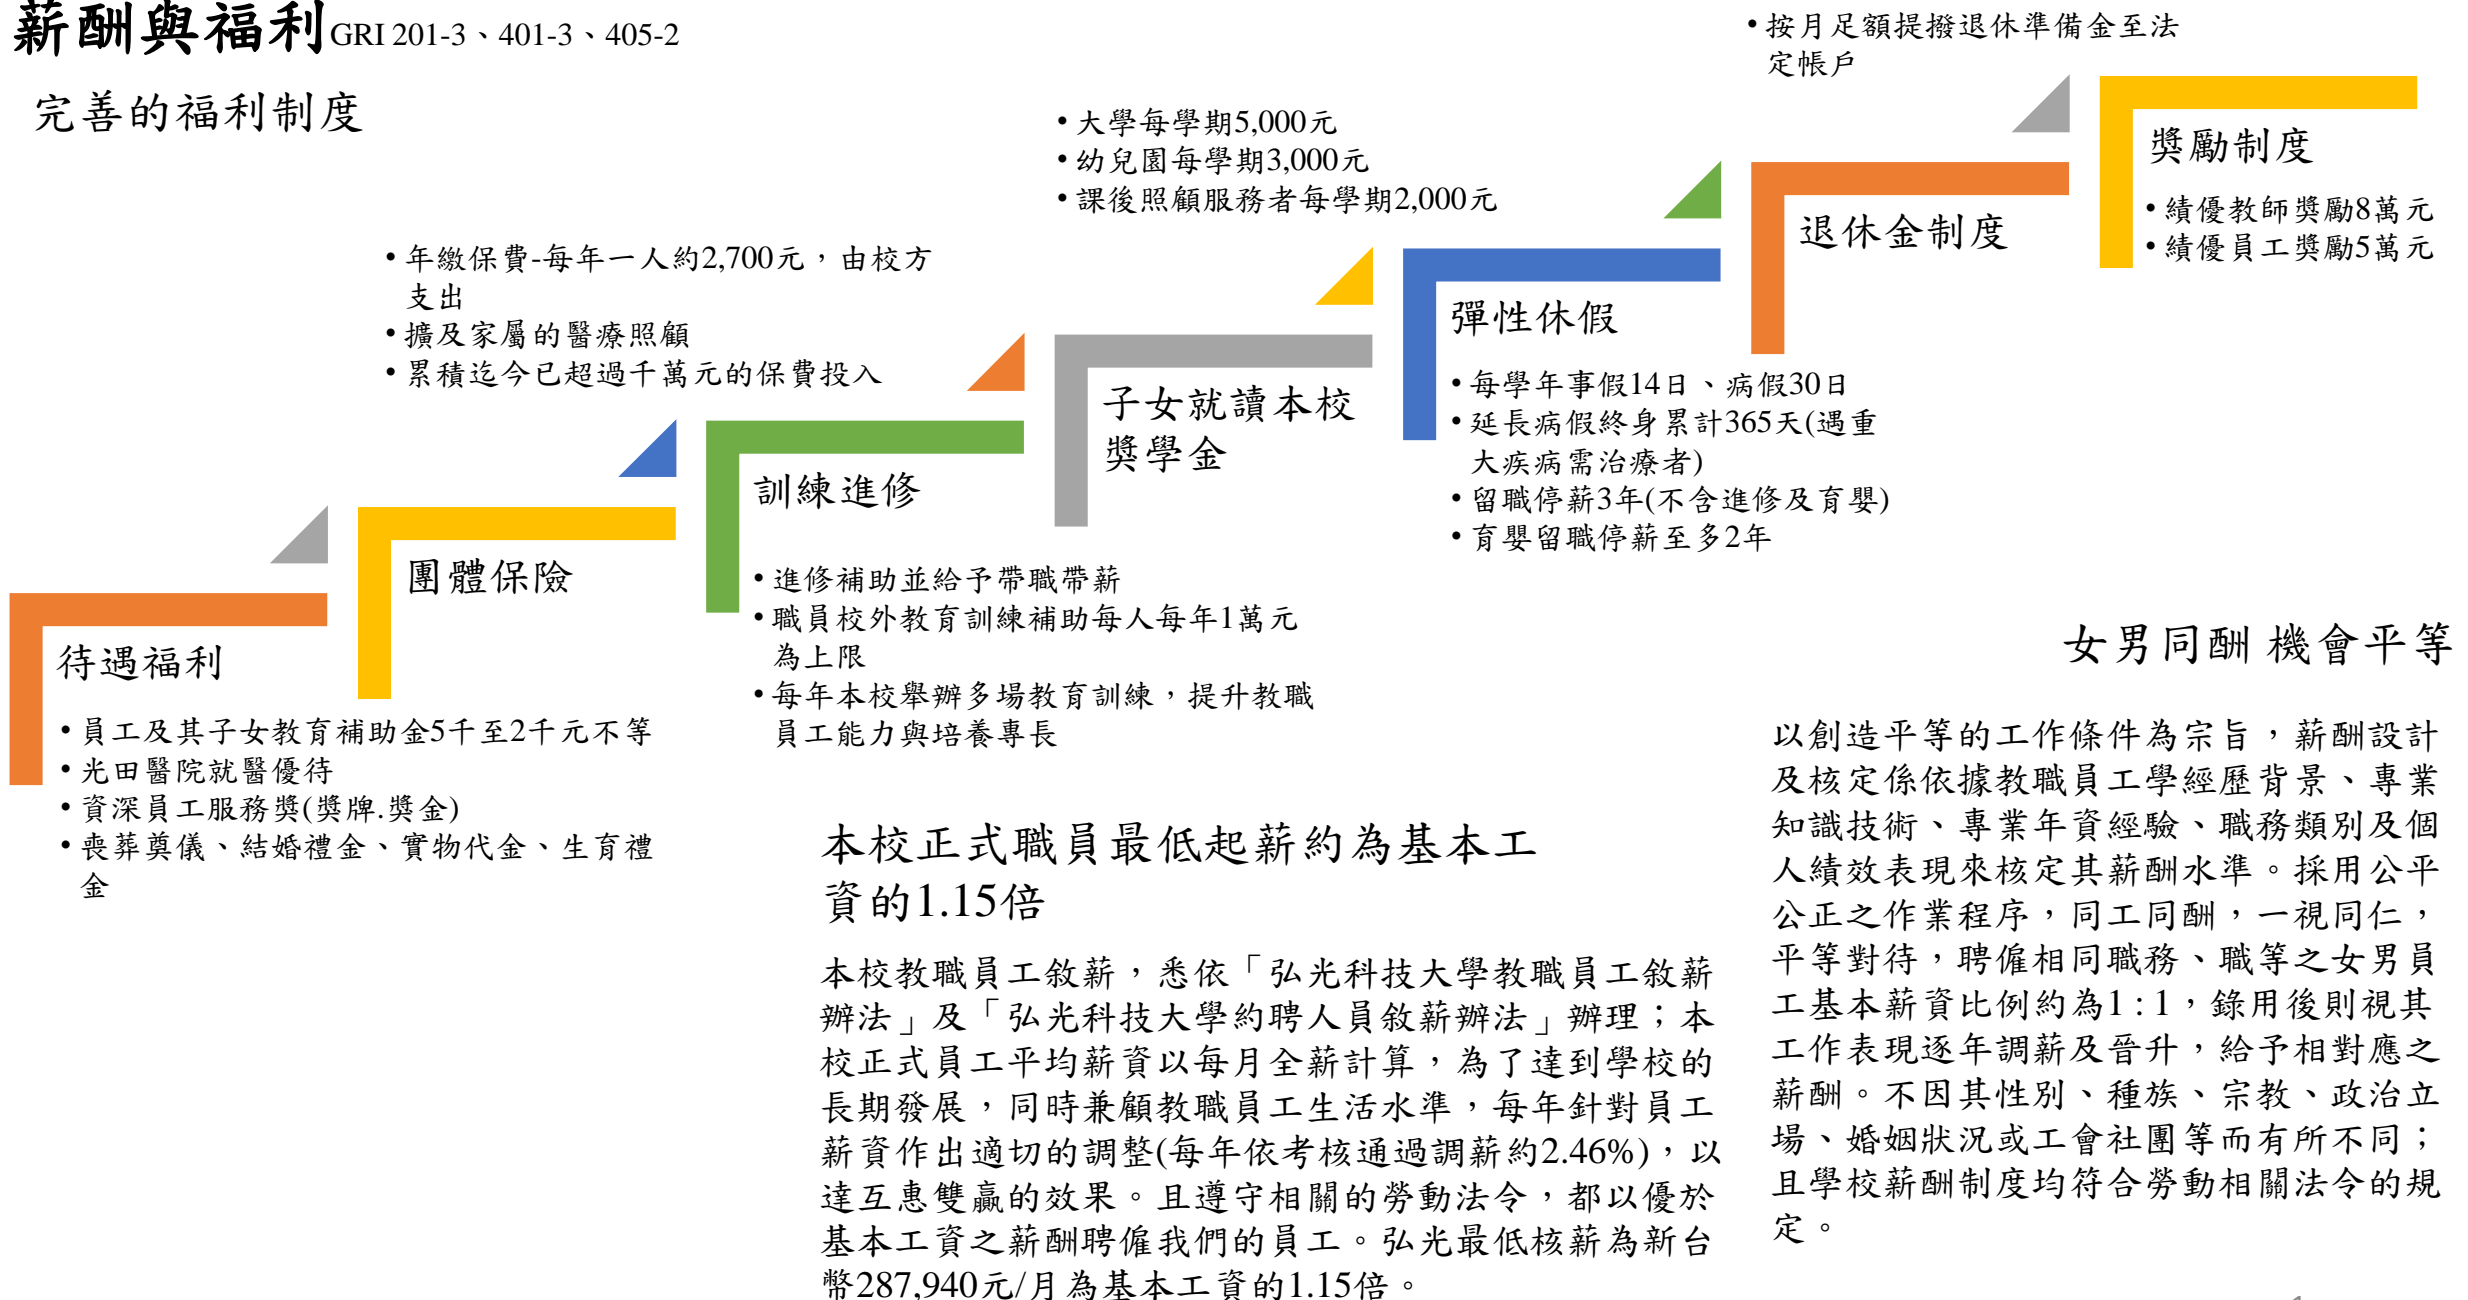 薪酬與福利GRI 201-3、401-3、405-2
完善的福利制度
待遇福利
•員工及其子女教育補助金5千至2千元不等
•光田醫院就醫優待
•資深員工服務獎(獎牌.獎金)
•喪葬奠儀、結婚禮金、實物代金、生育禮
金
•年繳保費-每年一人約2,700元，由校方
支出
•擴及家屬的醫療照顧
•累積迄今已超過千萬元的保費投入
團體保險
訓練進修
•進修補助並給予帶職帶薪
•職員校外教育訓練補助每人每年1萬元
為上限
•每年本校舉辦多場教育訓練，提升教職
員工能力與培養專長
•大學每學期5,000元
•幼兒園每學期3,000元
•課後照顧服務者每學期2,000元
子女就讀本校
獎學金
彈性休假
•每學年事假14日、病假30日
•延長病假終身累計365天(遇重
大疾病需治療者)
•留職停薪3年(不含進修及育嬰)
•育嬰留職停薪至多2年
•按月足額提撥退休準備金至法
定帳戶
退休金制度
獎勵制度
•績優教師獎勵8萬元
•績優員工獎勵5萬元
本校正式職員最低起薪約為基本工
資的1.15倍
本校教職員工敘薪，悉依「弘光科技大學教職員工敘薪
辦法」及「弘光科技大學約聘人員敘薪辦法」辦理；本
校正式員工平均薪資以每月全薪計算，為了達到學校的
長期發展，同時兼顧教職員工生活水準，每年針對員工
薪資作出適切的調整(每年依考核通過調薪約2.46%)，以
達互惠雙贏的效果。且遵守相關的勞動法令，都以優於
基本工資之薪酬聘僱我們的員工。弘光最低核薪為新台
幣287,940元/月為基本工資的1.15倍。
女男同酬 機會平等
以創造平等的工作條件為宗旨，薪酬設計
及核定係依據教職員工學經歷背景、專業
知識技術、專業年資經驗、職務類別及個
人績效表現來核定其薪酬水準。採用公平
公正之作業程序，同工同酬，一視同仁，
平等對待，聘僱相同職務、職等之女男員
工基本薪資比例約為1 : 1，錄用後則視其
工作表現逐年調薪及晉升，給予相對應之
薪酬。不因其性別、種族、宗教、政治立
場、婚姻狀況或工會社團等而有所不同；
且學校薪酬制度均符合勞動相關法令的規
定。